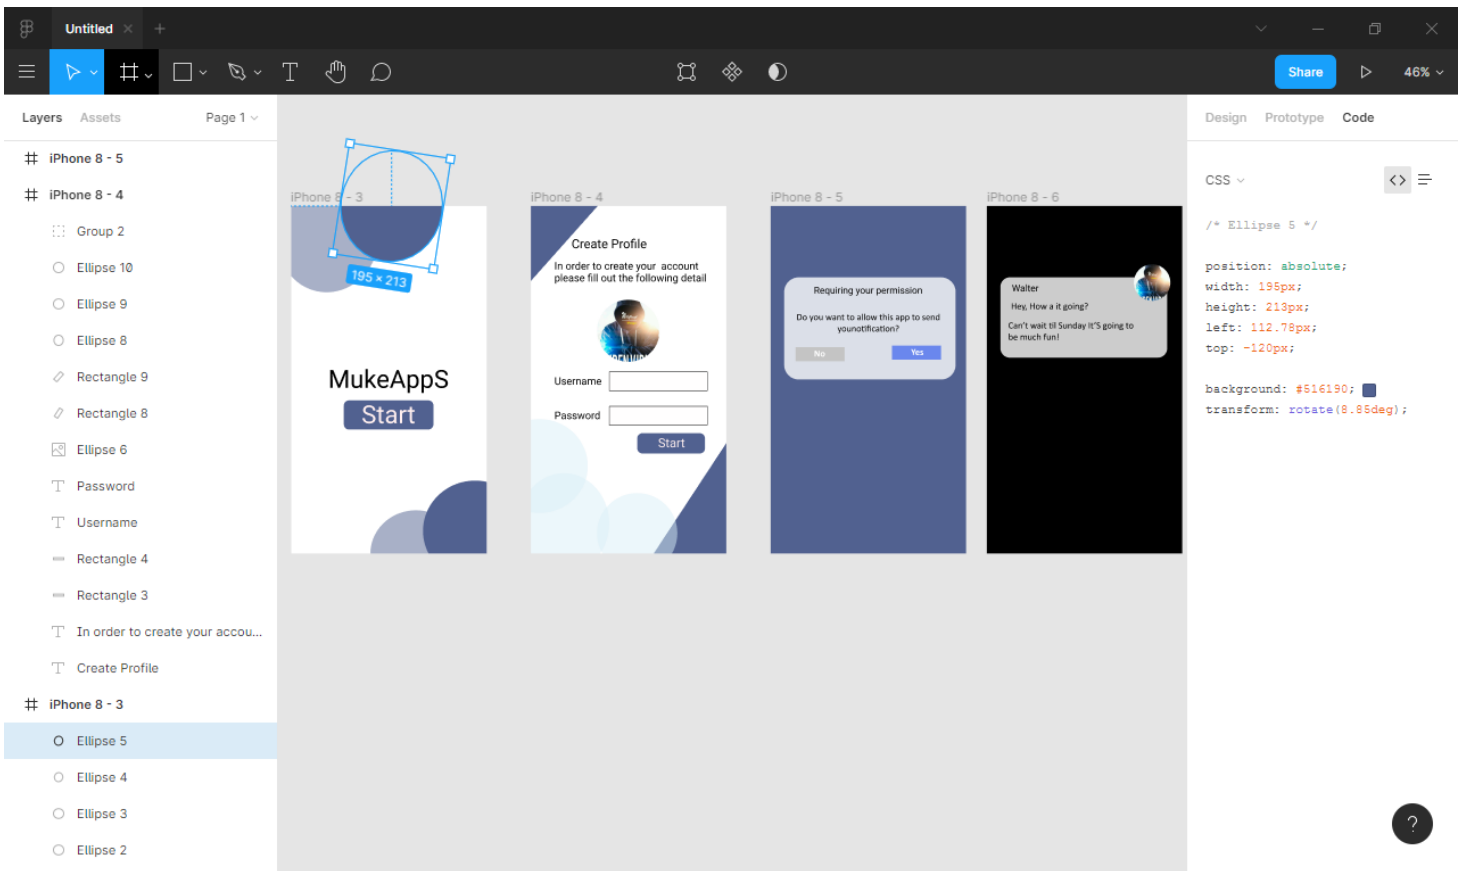 Untitled
Share
46%
Layers Assets Page 1
Design Prototype Code
iPhone 8 - 5
iPhone 8 - 4
Group 2
Ellipse 10
Ellipse 9
Ellipse 8
Rectangle 9
Rectangle 8
Ellipse 6
Password
Username
Rectangle 4
Rectangle 3
In order to create your accou...
Create Profile
iPhone 8 - 3
Ellipse 5
Ellipse 4
Ellipse 3
Ellipse 2
iPhone 8 - 3
195 × 213
MukeAppS
Start
iPhone 8 - 4
Create Profile
In order to create your account
please fill out the following detail
Username
Password
Start
iPhone 8 - 5
Requiring your permission
Do you want to allow this app to send
younotification?
No Yes
iPhone 8 - 6
Walter
Hey, How a it going?
Can't wait til Sunday It'S going to
be much fun!
CSS
/* Ellipse 5 */
position: absolute;
width: 195px;
height: 213px;
left: 112.78px;
top: -120px;
background: #516190;
transform: rotate(8.85deg);
?